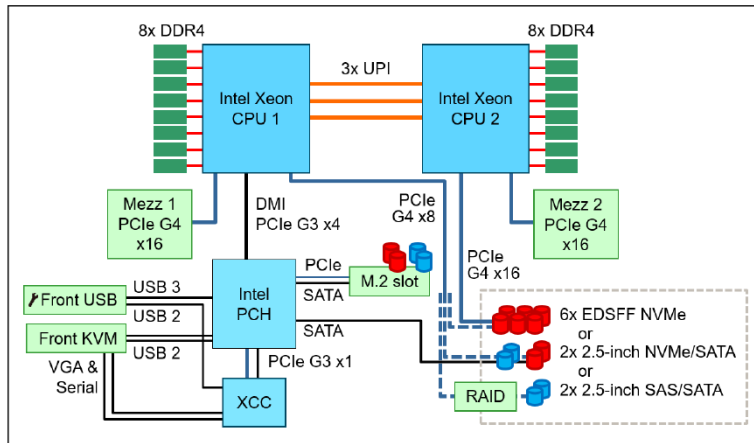 8x DDR4
8x DDR4
3x UPI
Intel Xeon
CPU 1
Intel Xeon
CPU 2
Mezz 1
PCIe G4
x16
DMI
PCIe G3 x4
PCIe
G4 x8
Mezz 2
PCIe G4
x16
PCIe
G4 x16
PCIe
M.2 slot
SATA
USB 3
Front USB
USB 2
Intel
PCH
SATA
Front KVM
USB 2
VGA &
Serial
PCIe G3 x1
XCC
RAID
6x EDSFF NVMe
or
2x 2.5-inch NVMe/SATA
or
2x 2.5-inch SAS/SATA